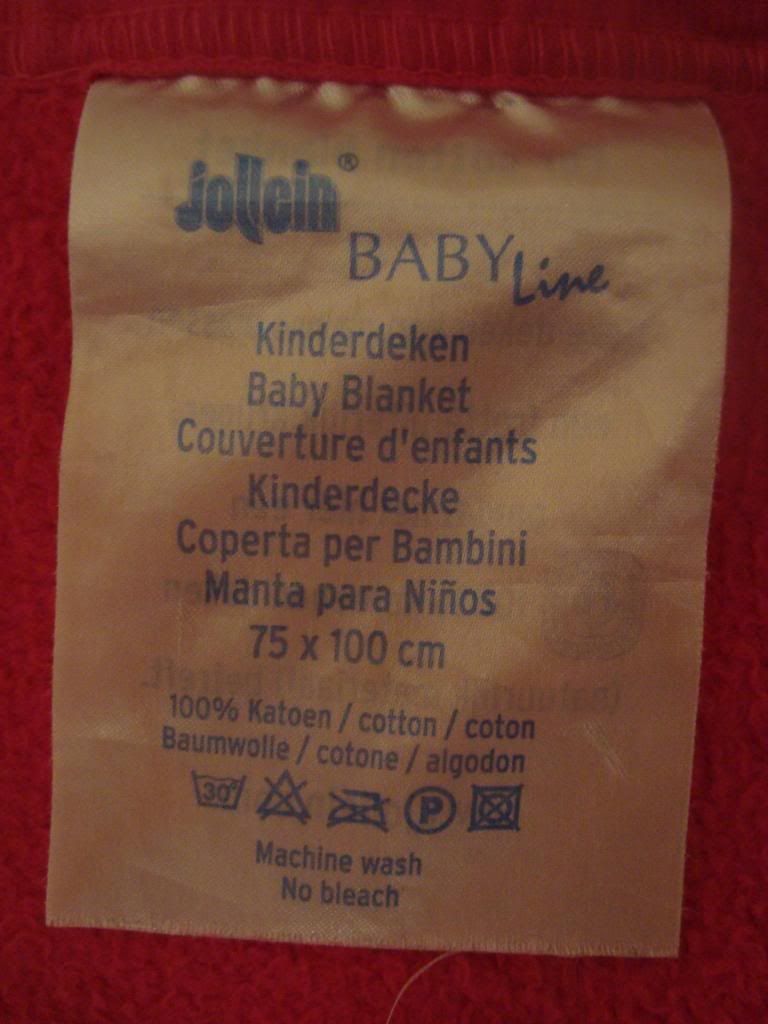 jollein®
BABY Line
Kinderdeken
Baby Blanket
Couverture d'enfants
Kinderdecke
Coperta per Bambini
Manta para Niños
75 x 100 cm
100% Katoen / cotton / coton
Baumwolle / cotone / algodon
30° P
Machine wash
No bleach